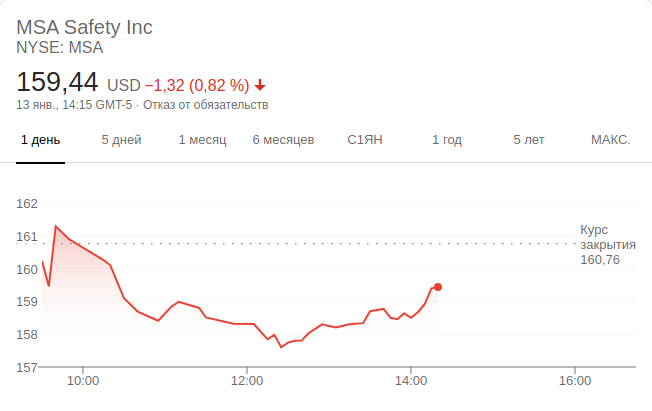 MSA Safety Inc
NYSE: MSA
159,44 USD −1,32 (0,82 %)
13 янв., 14:15 GMT-5 · Отказ от обязательств
1 день 5 дней 1 месяц 6 месяцев С1ЯН 1 год 5 лет МАКС.
162
161
160
159
158
157
Курс
закрытия
160,76
10:00 12:00 14:00 16:00